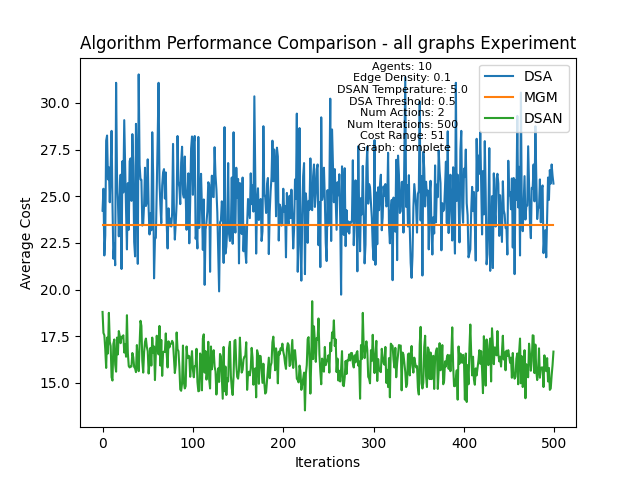 Algorithm Performance Comparison - all graphs Experiment
Agents: 10
Edge Density: 0.1
DSAN Temperature: 5.0
DSA Threshold: 0.5
Num Actions: 2
Num Iterations: 500
Cost Range: 51
Graph: complete
DSA
MGM
DSAN
Average Cost
30.0
27.5
25.0
22.5
20.0
17.5
15.0
0 100 200 300 400 500
Iterations